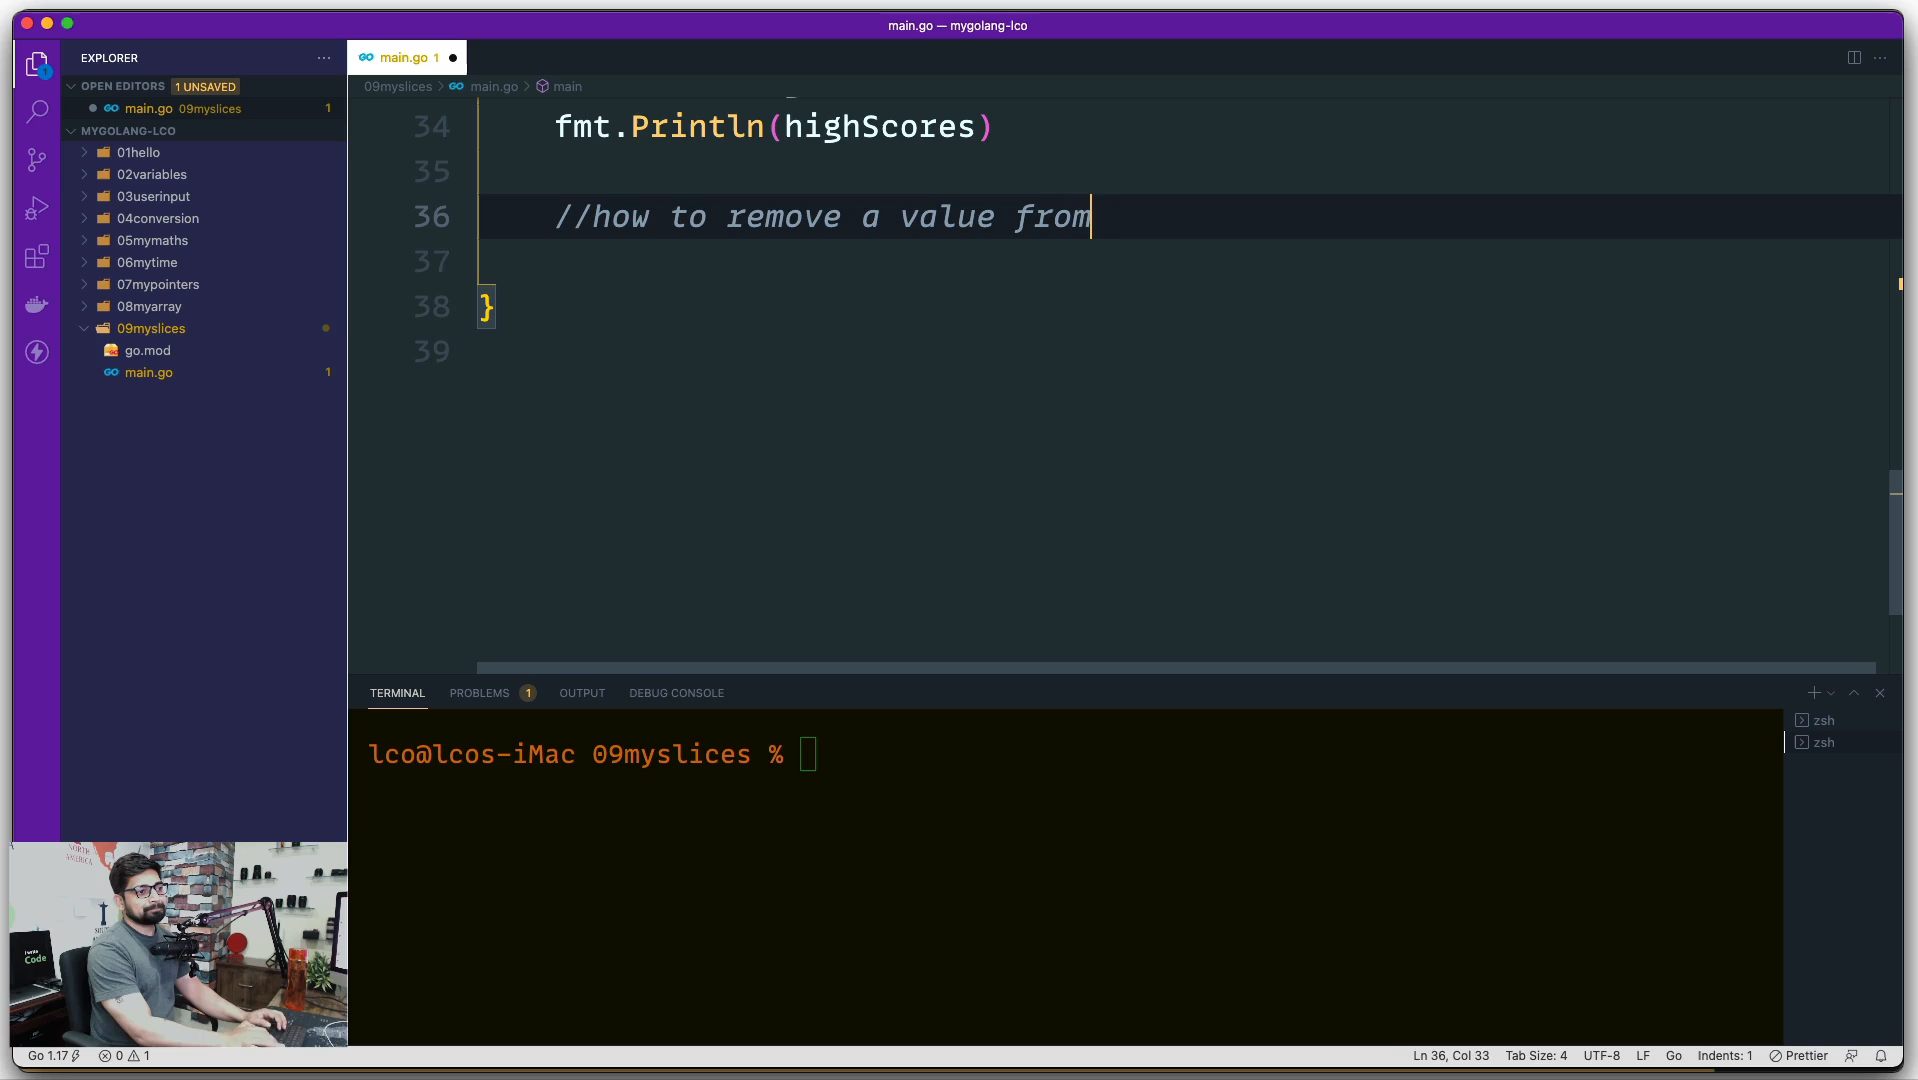 main.go — mygolang-lco
EXPLORER
main.go 1
OPEN EDITORS 1 UNSAVED
09myslices > main.go > main
main.go 09myslices 1
MYGOLANG-LCO
01hello
02variables
03userinput
04conversion
05mymaths
06mytime
07mypointers
08myarray
09myslices
go.mod
main.go 1
34 fmt.Println(highScores)
35
36 //how to remove a value from
37
38 }
39
TERMINAL PROBLEMS 1 OUTPUT DEBUG CONSOLE
zsh
zsh
lco@lcos-iMac 09myslices %
NORTH
AMERICA
Code
Go 1.17 0 1 Ln 36, Col 33 Tab Size: 4 UTF-8 LF Go Indents: 1 Prettier